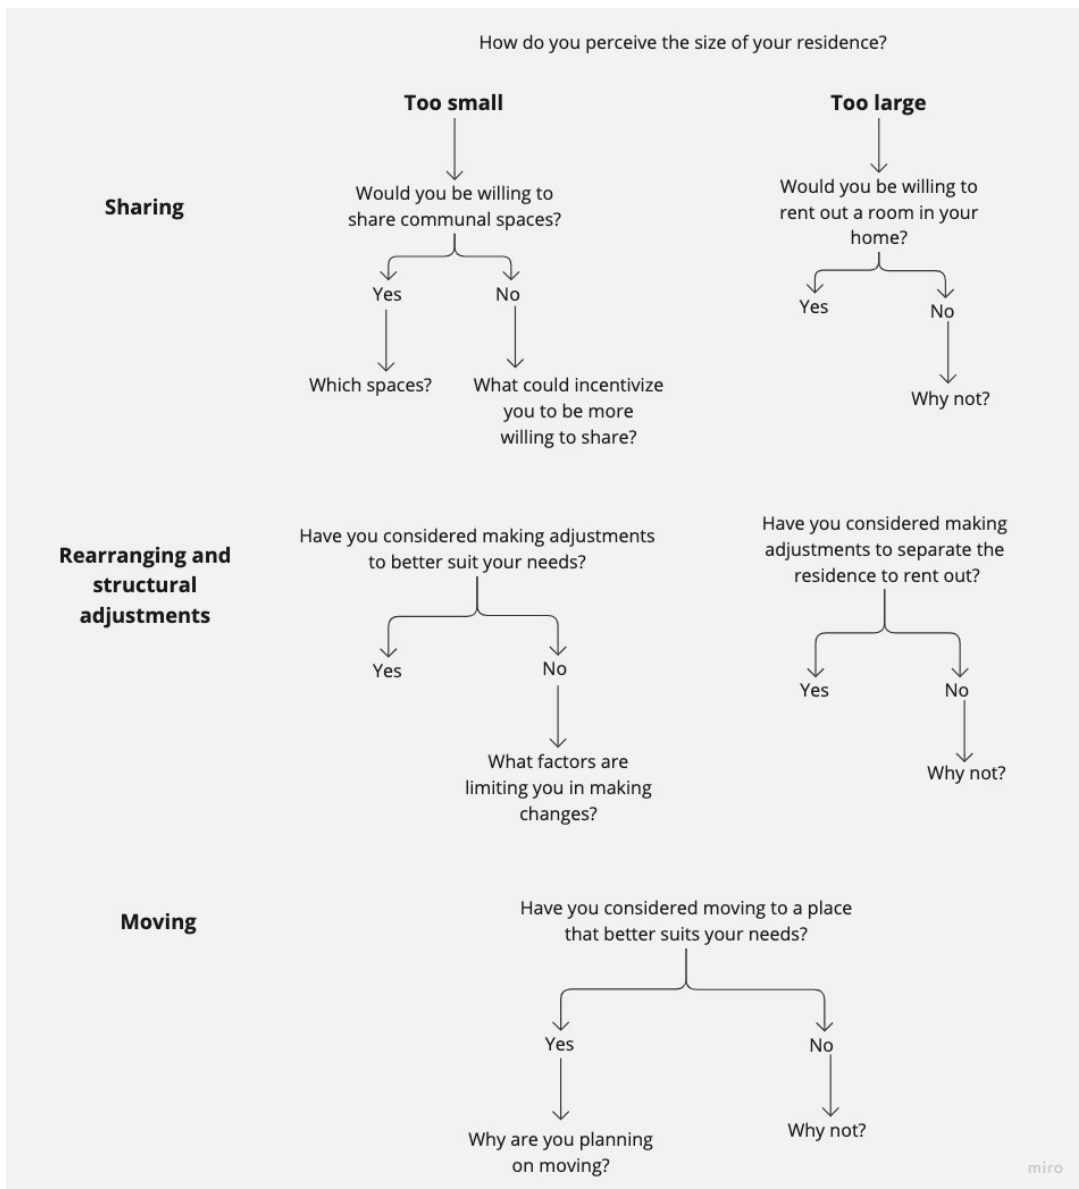 How do you perceive the size of your residence?
Too small
Too large
Sharing
Would you be willing to
share communal spaces?
Yes
No
Which spaces?
What could incentivize
you to be more
willing to share?
Would you be willing to
rent out a room in your
home?
Yes
No
Why not?
Rearranging and
structural
adjustments
Have you considered making adjustments
to better suit your needs?
Yes
No
What factors are
limiting you in making
changes?
Have you considered making
adjustments to separate the
residence to rent out?
Yes
No
Why not?
Moving
Have you considered moving to a place
that better suits your needs?
Yes
No
Why are you planning
on moving?
Why not?
miro